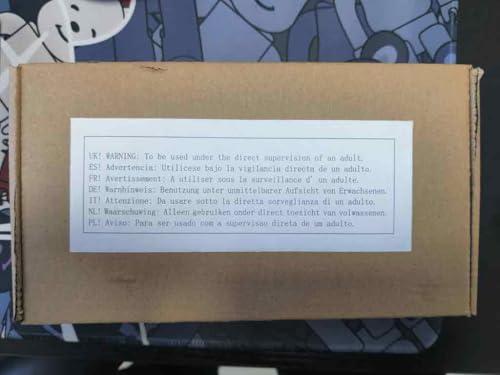 UK! WARNING: To be used under the direct supervision of an adult.
ES! Advertencia: Utilicese bajo la vigilancia directa de un adulto.
FR! Avertissement: A utiliser sous la surveillance d' un adulte.
DE! Warnhinweis: Benutzung unter unmittelbarer Aufsicht von Erwachsenen.
IT! Attenzione: Da usare sotto la diretta sorveglianza di un adulto.
NL! Waarschuwing: Alleen gebruiken onder direct toezicht van volwassenen.
PL! Aviso: Para ser usado com a supervisao direta de um adulto.